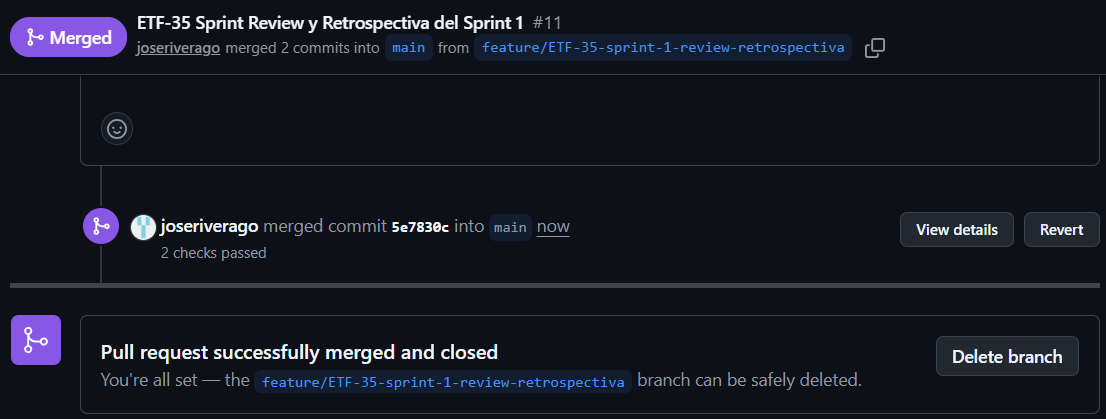 Merged
ETF-35 Sprint Review y Retrospectiva del Sprint 1 #11
joseriverago merged 2 commits into main from feature/ETF-35-sprint-1-review-retrospectiva
joseriverago merged commit 5e7830c into main now
View details
Revert
2 checks passed
Pull request successfully merged and closed
You're all set — the feature/ETF-35-sprint-1-review-retrospectiva branch can be safely deleted.
Delete branch